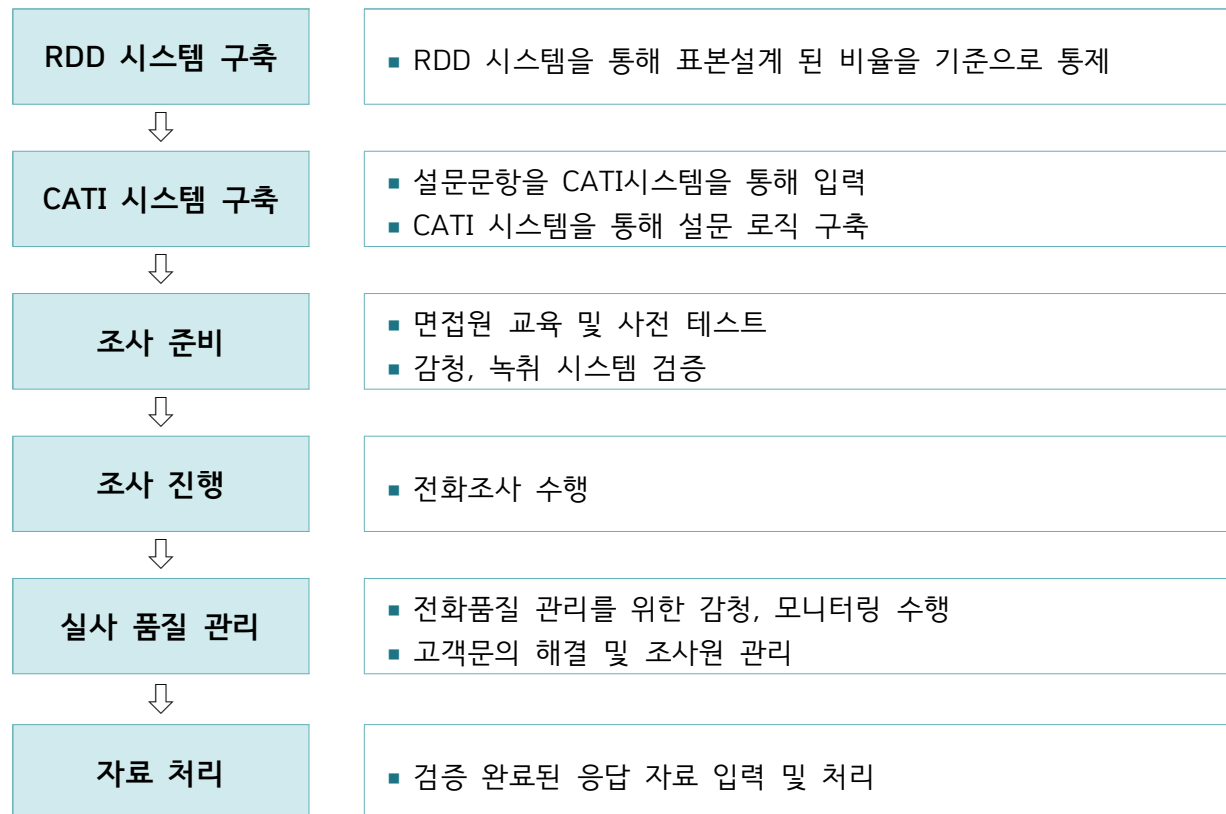 RDD 시스템 구축
▪ RDD 시스템을 통해 표본설계 된 비율을 기준으로 통제
CATI 시스템 구축
▪ 설문문항을 CATI시스템을 통해 입력
▪ CATI 시스템을 통해 설문 로직 구축
조사 준비
▪ 면접원 교육 및 사전 테스트
▪ 감청, 녹취 시스템 검증
조사 진행
▪ 전화조사 수행
실사 품질 관리
▪ 전화품질 관리를 위한 감청, 모니터링 수행
▪ 고객문의 해결 및 조사원 관리
자료 처리
▪ 검증 완료된 응답 자료 입력 및 처리